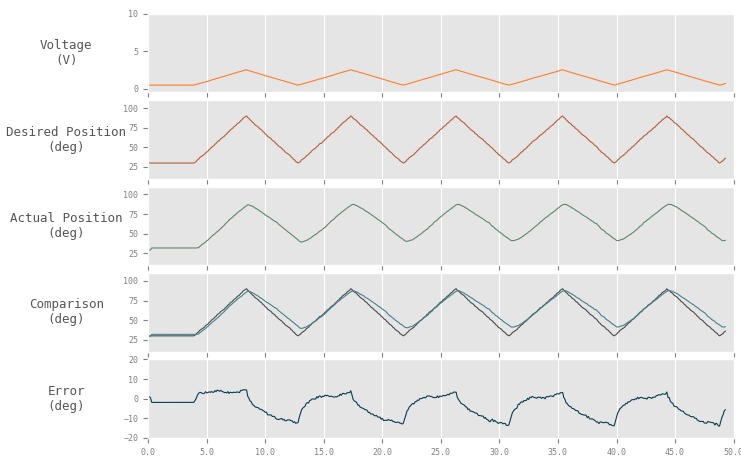 Voltage
(V)
10
5
0
Desired Position
(deg)
100
75
50
25
Actual Position
(deg)
100
75
50
25
Comparison
(deg)
100
75
50
25
Error
(deg)
20
10
0
−10
−20
0.0 5.0 10.0 15.0 20.0 25.0 30.0 35.0 40.0 45.0 50.0